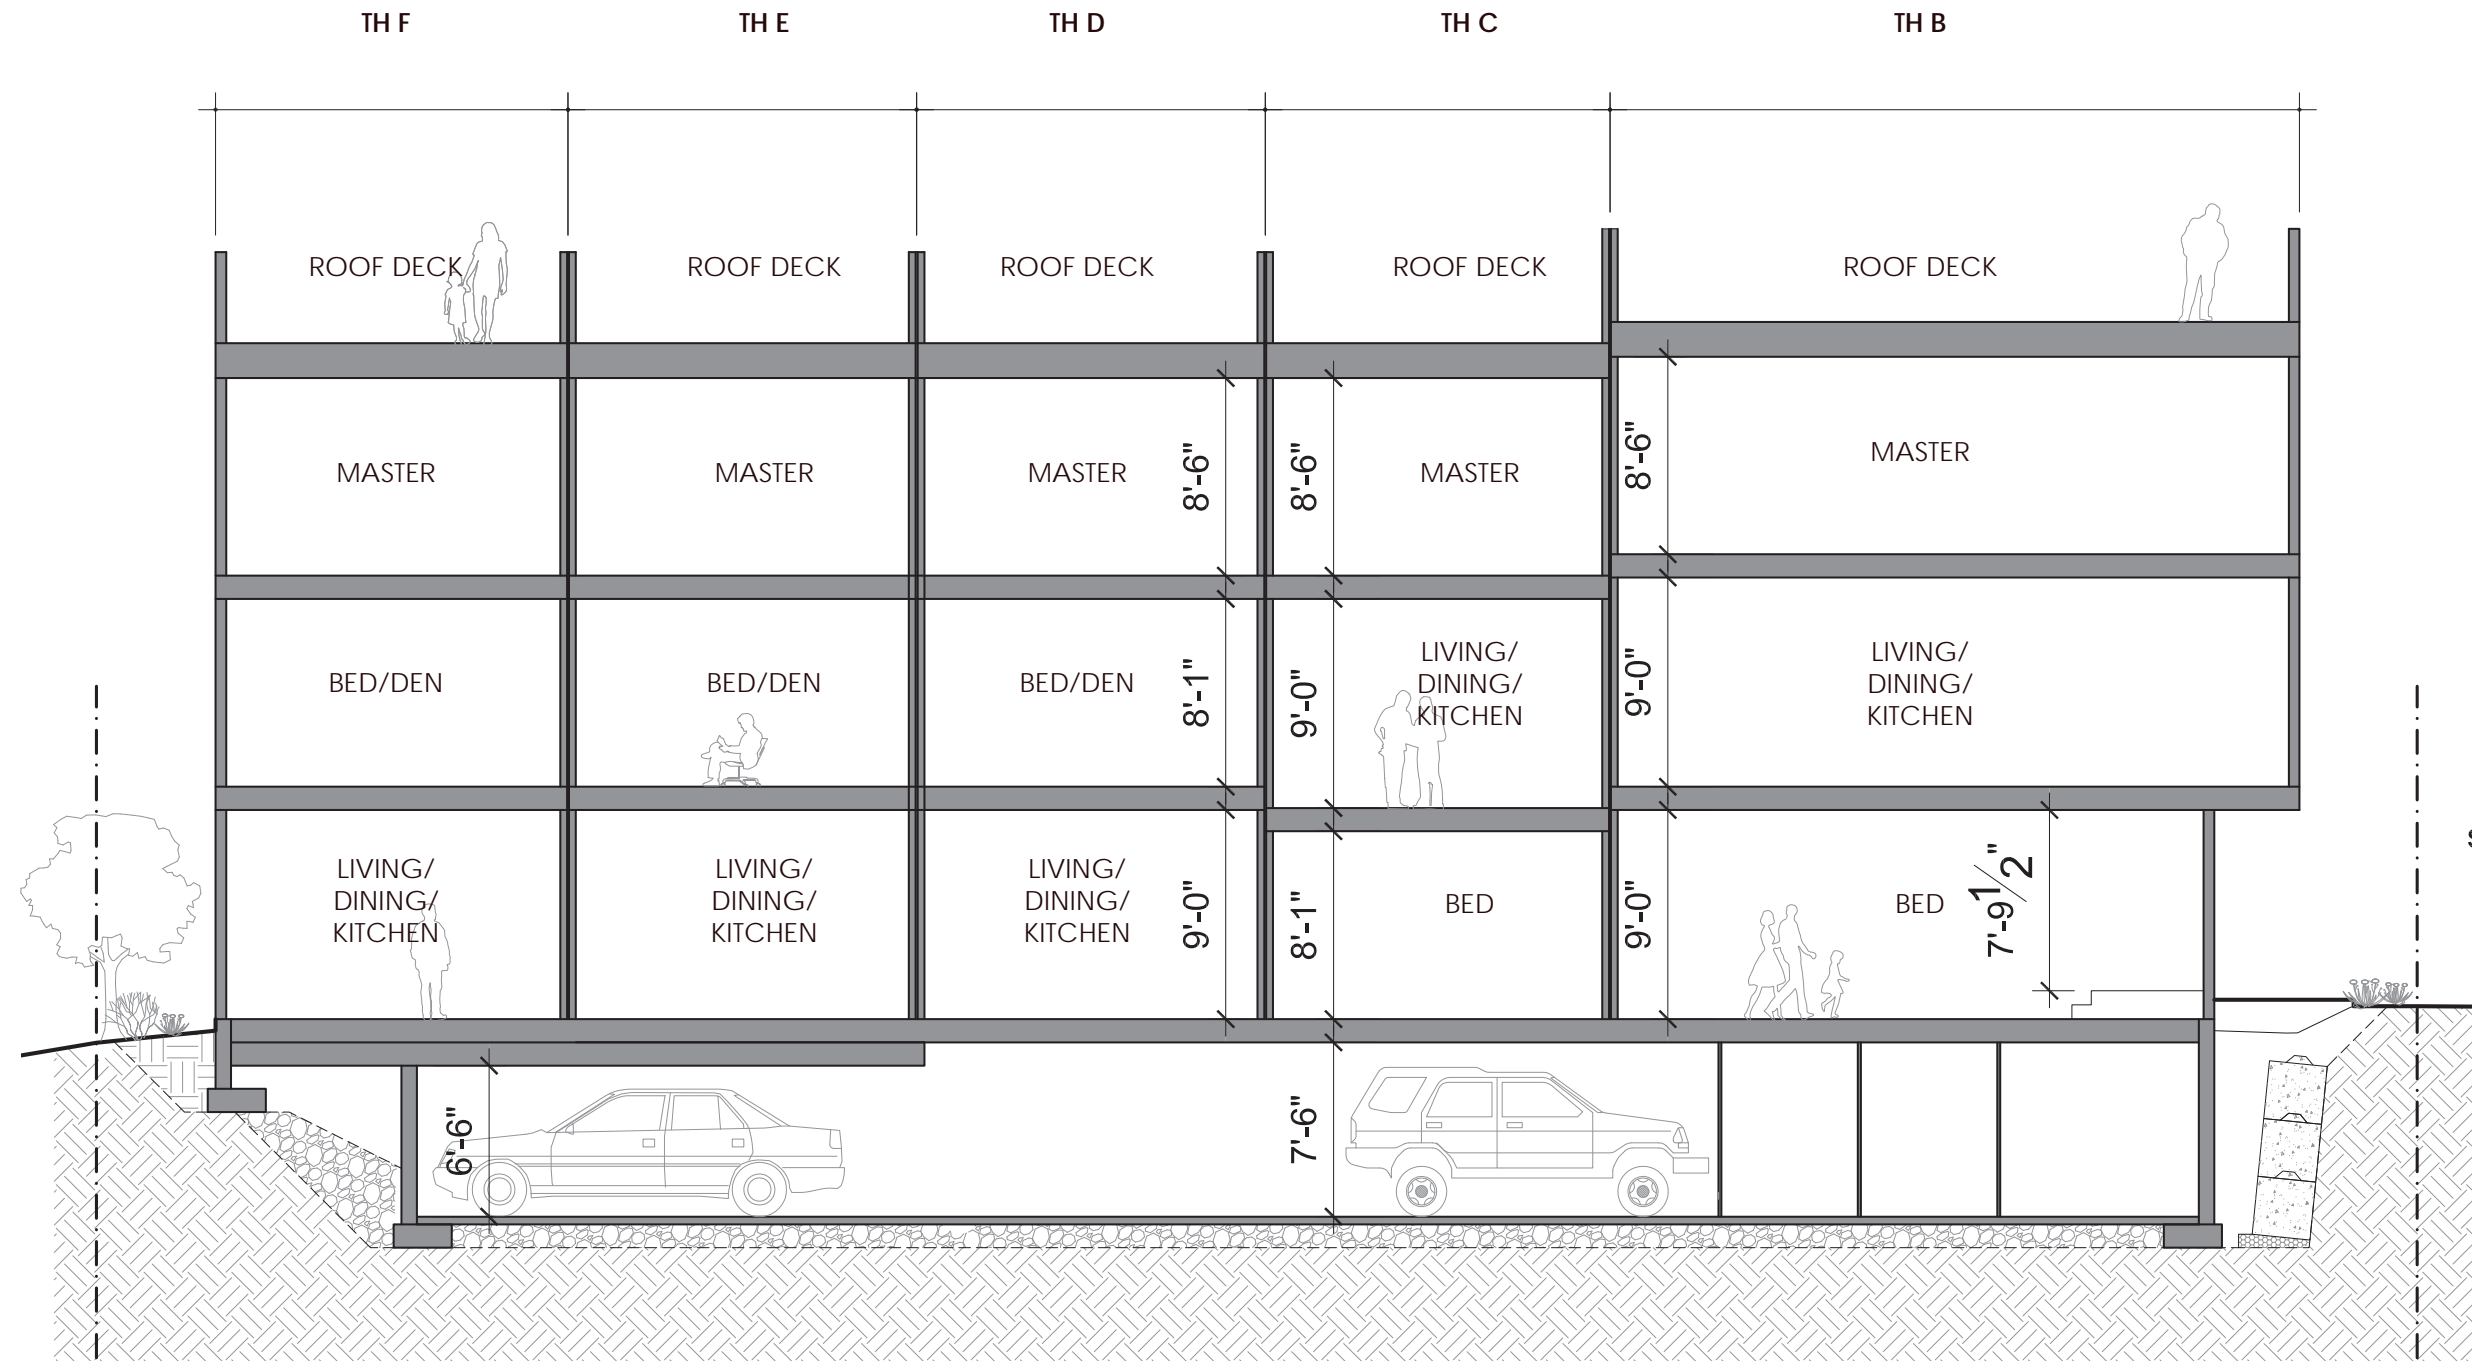 TH F
TH E
TH D
TH C
TH B
ROOF DECK
ROOF DECK
ROOF DECK
ROOF DECK
ROOF DECK
MASTER
MASTER
MASTER
8'-6"
8'-6"
MASTER
8'-6"
MASTER
BED/DEN
BED/DEN
BED/DEN
8'-1"
9'-0"
LIVING/
DINING/
KITCHEN
9'-0"
LIVING/
DINING/
KITCHEN
LIVING/
DINING/
KITCHEN
LIVING/
DINING/
KITCHEN
LIVING/
DINING/
KITCHEN
9'-0"
8'-1"
BED
9'-0"
BED
7'-9 1/2"
6'-6"
7'-6"